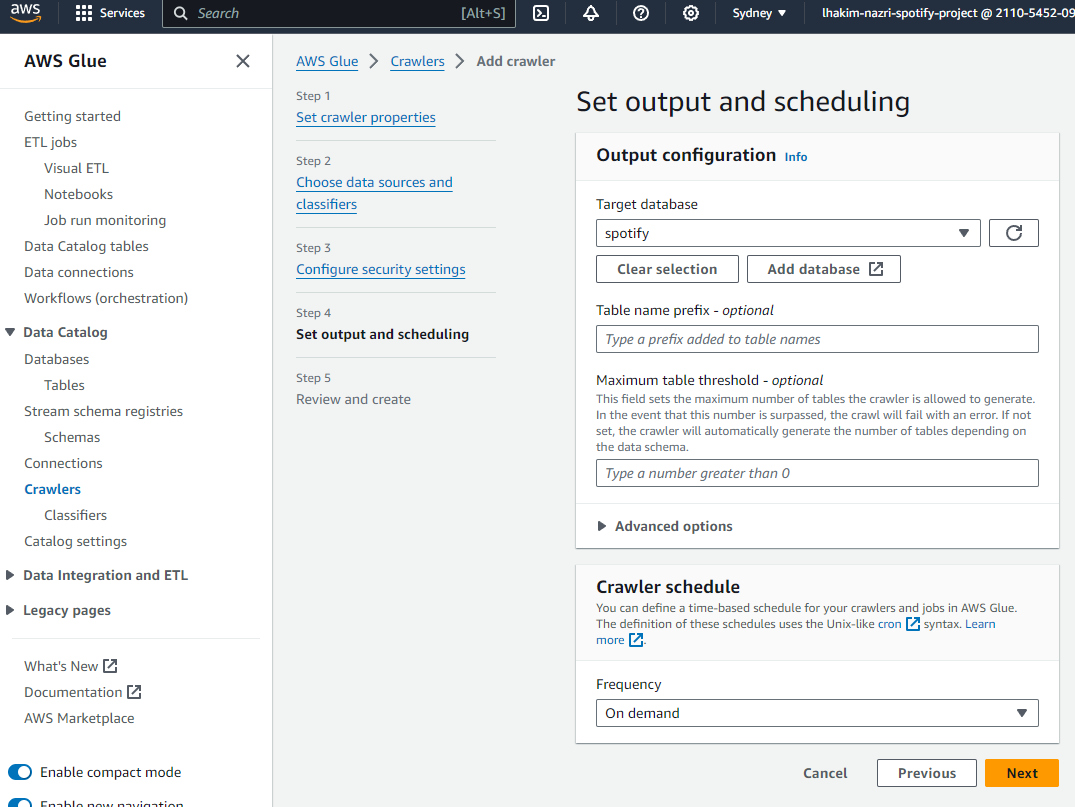 aws
Services
Search
[Alt+S]
Sydney
lhakim-nazri-spotify-project @ 2110-5452-09
AWS Glue
Getting started
ETL jobs
Visual ETL
Notebooks
Job run monitoring
Data Catalog tables
Data connections
Workflows (orchestration)
Data Catalog
Databases
Tables
Stream schema registries
Schemas
Connections
Crawlers
Classifiers
Catalog settings
Data Integration and ETL
Legacy pages
What's New
Documentation
AWS Marketplace
Enable compact mode
Enable new navigation
AWS Glue
Crawlers
Add crawler
Step 1
Set crawler properties
Step 2
Choose data sources and
classifiers
Step 3
Configure security settings
Step 4
Set output and scheduling
Step 5
Review and create
Set output and scheduling
Output configuration Info
Target database
spotify
Clear selection
Add database
Table name prefix - optional
Type a prefix added to table names
Maximum table threshold - optional
This field sets the maximum number of tables the crawler is allowed to generate.
In the event that this number is surpassed, the crawl will fail with an error. If not
set, the crawler will automatically generate the number of tables depending on
the data schema.
Type a number greater than 0
Advanced options
Crawler schedule
You can define a time-based schedule for your crawlers and jobs in AWS Glue.
The definition of these schedules uses the Unix-like cron syntax. Learn
more .
Frequency
On demand
Cancel
Previous
Next